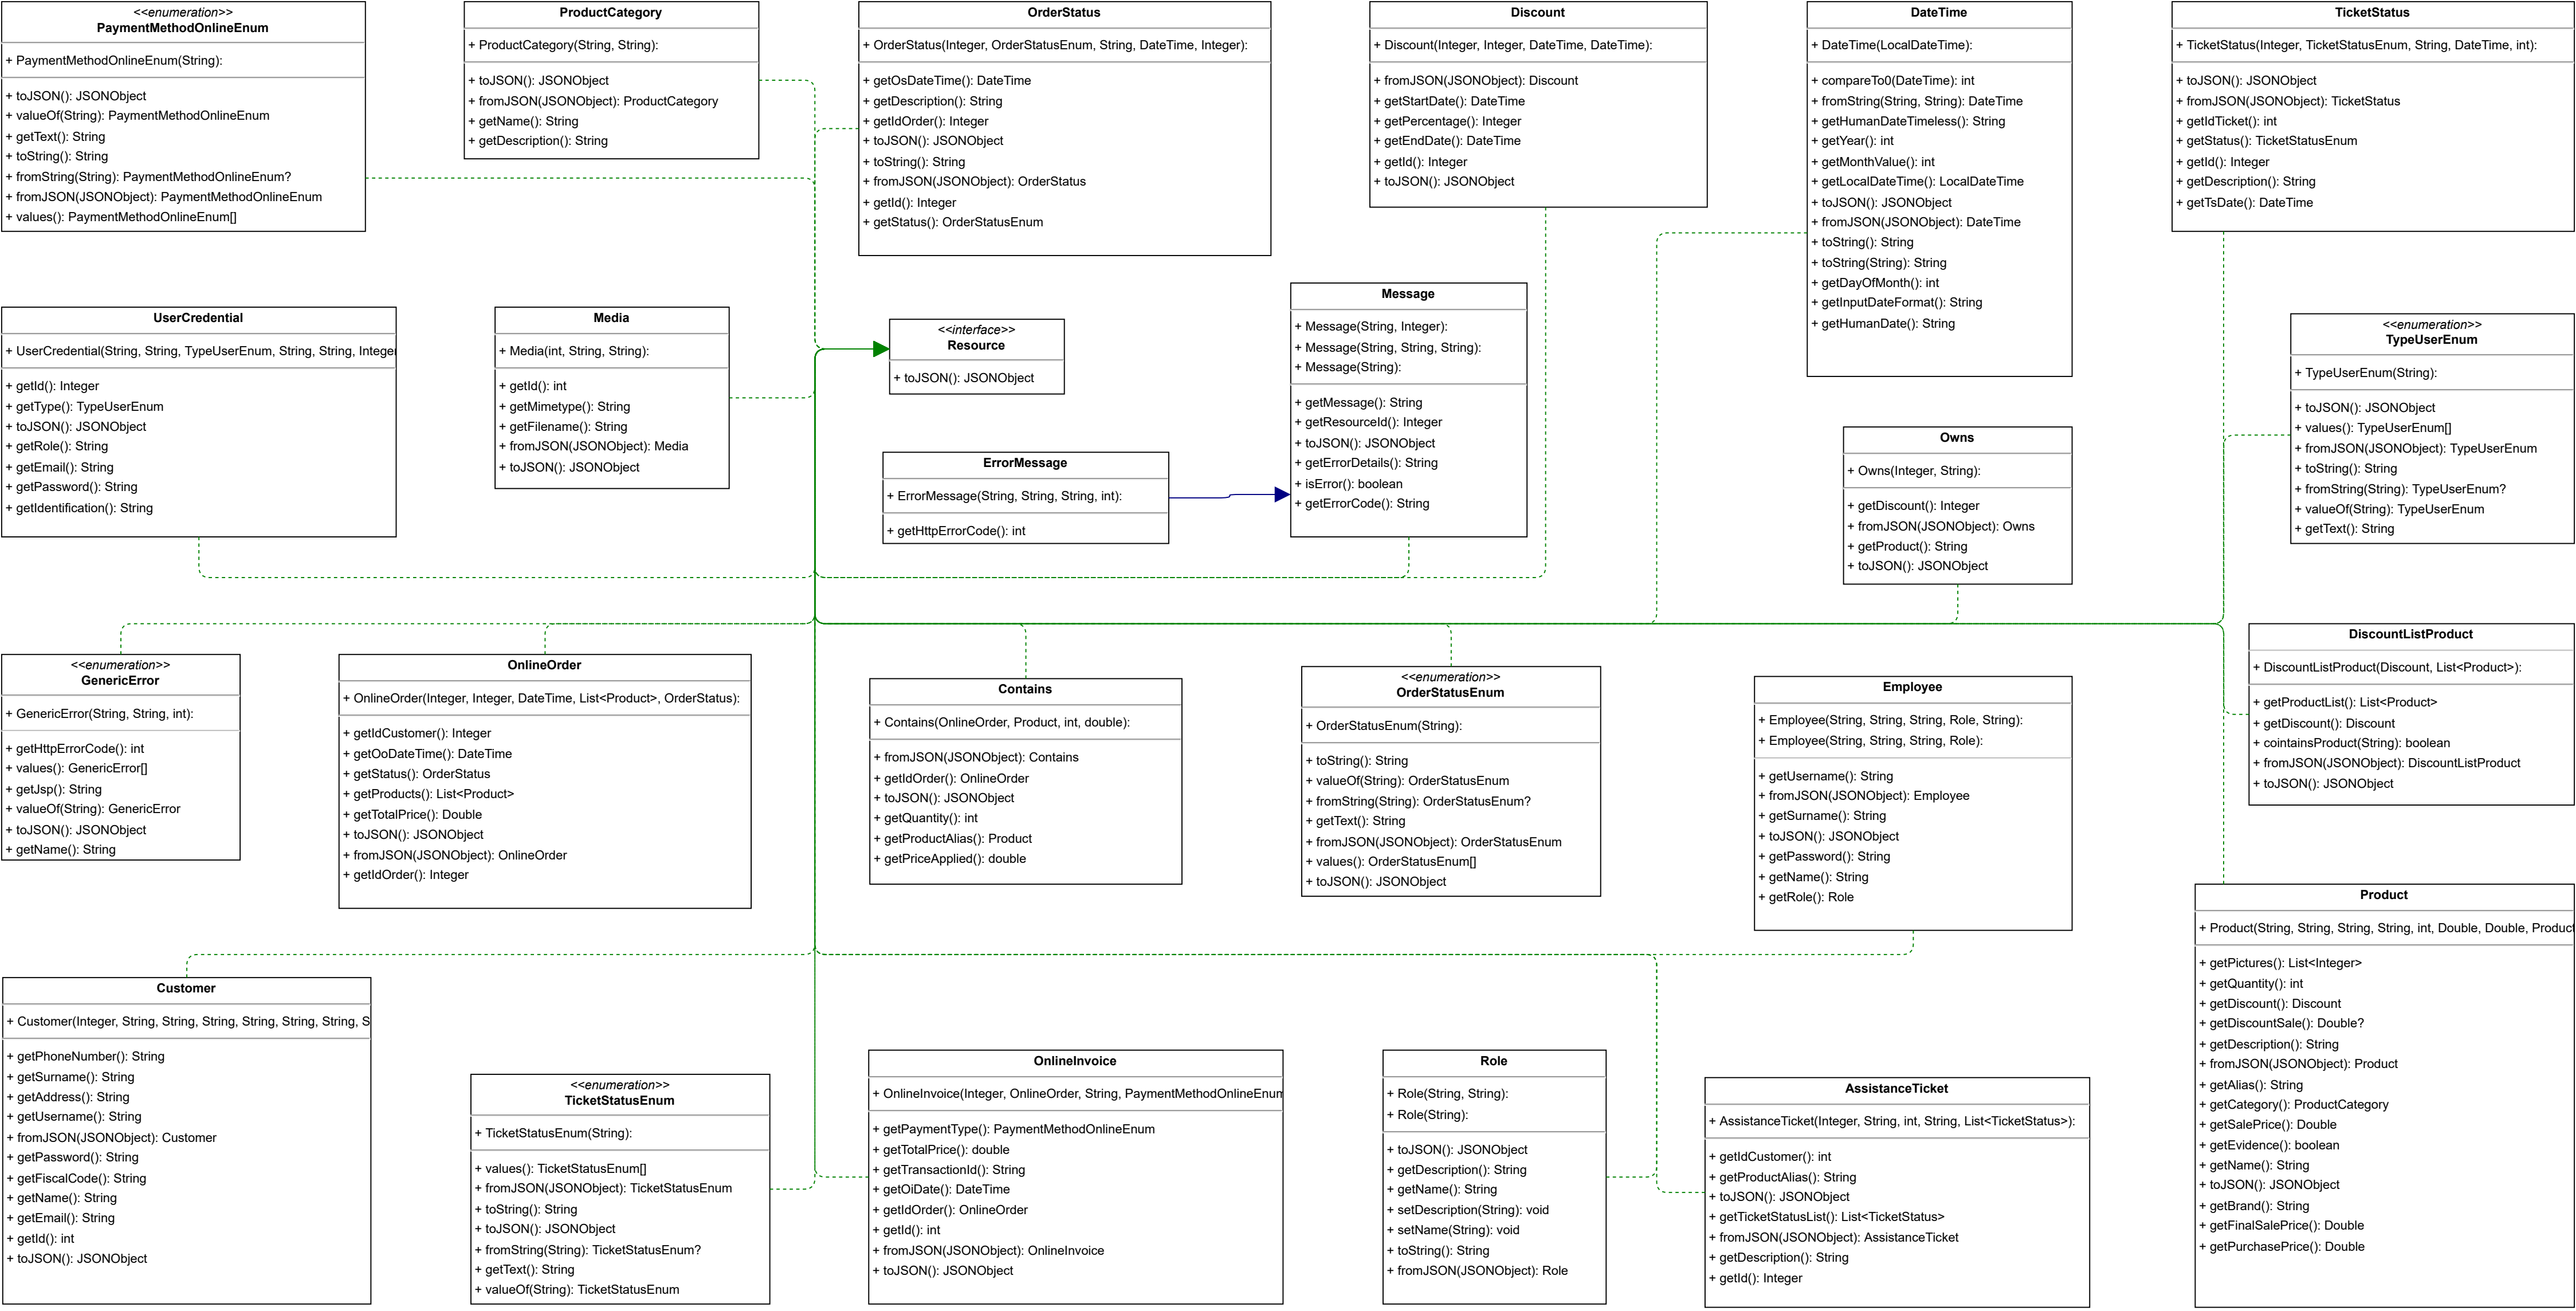 <<enumeration>>
PaymentMethodOnlineEnum
+ PaymentMethodOnlineEnum(String):
+ toJSON(): JSONObject
+ valueOf(String): PaymentMethodOnlineEnum
+ getText(): String
+ toString(): String
+ fromString(String): PaymentMethodOnlineEnum?
+ fromJSON(JSONObject): PaymentMethodOnlineEnum
+ values(): PaymentMethodOnlineEnum[]
ProductCategory
+ ProductCategory(String, String):
+ toJSON(): JSONObject
+ fromJSON(JSONObject): ProductCategory
+ getName(): String
+ getDescription(): String
OrderStatus
+ OrderStatus(Integer, OrderStatusEnum, String, DateTime, Integer):
+ getOsDateTime(): DateTime
+ getDescription(): String
+ getIdOrder(): Integer
+ toJSON(): JSONObject
+ toString(): String
+ fromJSON(JSONObject): OrderStatus
+ getId(): Integer
+ getStatus(): OrderStatusEnum
Discount
+ Discount(Integer, Integer, DateTime, DateTime):
+ fromJSON(JSONObject): Discount
+ getStartDate(): DateTime
+ getPercentage(): Integer
+ getEndDate(): DateTime
+ getId(): Integer
+ toJSON(): JSONObject
DateTime
+ DateTime(LocalDateTime):
+ compareTo0(DateTime): int
+ fromString(String, String): DateTime
+ getHumanDateTimeless(): String
+ getYear(): int
+ getMonthValue(): int
+ getLocalDateTime(): LocalDateTime
+ toJSON(): JSONObject
+ fromJSON(JSONObject): DateTime
+ toString(): String
+ toString(String): String
+ getDayOfMonth(): int
+ getInputDateFormat(): String
+ getHumanDate(): String
TicketStatus
+ TicketStatus(Integer, TicketStatusEnum, String, DateTime, int):
+ toJSON(): JSONObject
+ fromJSON(JSONObject): TicketStatus
+ getIdTicket(): int
+ getStatus(): TicketStatusEnum
+ getId(): Integer
+ getDescription(): String
+ getTsDate(): DateTime
UserCredential
+ UserCredential(String, String, TypeUserEnum, String, String, Integer
+ getId(): Integer
+ getType(): TypeUserEnum
+ toJSON(): JSONObject
+ getRole(): String
+ getEmail(): String
+ getPassword(): String
+ getIdentification(): String
Media
+ Media(int, String, String):
+ getId(): int
+ getMimetype(): String
+ getFilename(): String
+ fromJSON(JSONObject): Media
+ toJSON(): JSONObject
<<interface>>
Resource
+ toJSON(): JSONObject
ErrorMessage
+ ErrorMessage(String, String, String, int):
+ getHttpErrorCode(): int
Message
+ Message(String, Integer):
+ Message(String, String, String):
+ Message(String):
+ getMessage(): String
+ getResourceId(): Integer
+ toJSON(): JSONObject
+ getErrorDetails(): String
+ isError(): boolean
+ getErrorCode(): String
Owns
+ Owns(Integer, String):
+ getDiscount(): Integer
+ fromJSON(JSONObject): Owns
+ getProduct(): String
+ toJSON(): JSONObject
<<enumeration>>
TypeUserEnum
+ TypeUserEnum(String):
+ toJSON(): JSONObject
+ values(): TypeUserEnum[]
+ fromJSON(JSONObject): TypeUserEnum
+ toString(): String
+ fromString(String): TypeUserEnum?
+ valueOf(String): TypeUserEnum
+ getText(): String
<<enumeration>>
GenericError
+ GenericError(String, String, int):
+ getHttpErrorCode(): int
+ values(): GenericError[]
+ getJsp(): String
+ valueOf(String): GenericError
+ toJSON(): JSONObject
+ getName(): String
OnlineOrder
+ OnlineOrder(Integer, Integer, DateTime, List<Product>, OrderStatus):
+ getIdCustomer(): Integer
+ getOoDateTime(): DateTime
+ getStatus(): OrderStatus
+ getProducts(): List<Product>
+ getTotalPrice(): Double
+ toJSON(): JSONObject
+ fromJSON(JSONObject): OnlineOrder
+ getIdOrder(): Integer
Contains
+ Contains(OnlineOrder, Product, int, double):
+ fromJSON(JSONObject): Contains
+ getIdOrder(): OnlineOrder
+ toJSON(): JSONObject
+ getQuantity(): int
+ getProductAlias(): Product
+ getPriceApplied(): double
<<enumeration>>
OrderStatusEnum
+ OrderStatusEnum(String):
+ toString(): String
+ valueOf(String): OrderStatusEnum
+ fromString(String): OrderStatusEnum?
+ getText(): String
+ fromJSON(JSONObject): OrderStatusEnum
+ values(): OrderStatusEnum[]
+ toJSON(): JSONObject
Employee
+ Employee(String, String, String, Role, String):
+ Employee(String, String, String, Role):
+ getUsername(): String
+ fromJSON(JSONObject): Employee
+ getSurname(): String
+ toJSON(): JSONObject
+ getPassword(): String
+ getName(): String
+ getRole(): Role
DiscountListProduct
+ DiscountListProduct(Discount, List<Product>):
+ getProductList(): List<Product>
+ getDiscount(): Discount
+ cointainsProduct(String): boolean
+ fromJSON(JSONObject): DiscountListProduct
+ toJSON(): JSONObject
Customer
+ Customer(Integer, String, String, String, String, String, String, S
+ getPhoneNumber(): String
+ getSurname(): String
+ getAddress(): String
+ getUsername(): String
+ fromJSON(JSONObject): Customer
+ getPassword(): String
+ getFiscalCode(): String
+ getName(): String
+ getEmail(): String
+ getId(): int
+ toJSON(): JSONObject
<<enumeration>>
TicketStatusEnum
+ TicketStatusEnum(String):
+ values(): TicketStatusEnum[]
+ fromJSON(JSONObject): TicketStatusEnum
+ toString(): String
+ toJSON(): JSONObject
+ fromString(String): TicketStatusEnum?
+ getText(): String
+ valueOf(String): TicketStatusEnum
OnlineInvoice
+ OnlineInvoice(Integer, OnlineOrder, String, PaymentMethodOnlineEnum
+ getPaymentType(): PaymentMethodOnlineEnum
+ getTotalPrice(): double
+ getTransactionId(): String
+ getOiDate(): DateTime
+ getIdOrder(): OnlineOrder
+ getId(): int
+ fromJSON(JSONObject): OnlineInvoice
+ toJSON(): JSONObject
Role
+ Role(String, String):
+ Role(String):
+ toJSON(): JSONObject
+ getDescription(): String
+ getName(): String
+ setDescription(String): void
+ setName(String): void
+ toString(): String
+ fromJSON(JSONObject): Role
AssistanceTicket
+ AssistanceTicket(Integer, String, int, String, List<TicketStatus>):
+ getIdCustomer(): int
+ getProductAlias(): String
+ toJSON(): JSONObject
+ getTicketStatusList(): List<TicketStatus>
+ fromJSON(JSONObject): AssistanceTicket
+ getDescription(): String
+ getId(): Integer
Product
+ Product(String, String, String, String, int, Double, Double, Product
+ getPictures(): List<Integer>
+ getQuantity(): int
+ getDiscount(): Discount
+ getDiscountSale(): Double?
+ getDescription(): String
+ fromJSON(JSONObject): Product
+ getAlias(): String
+ getCategory(): ProductCategory
+ getSalePrice(): Double
+ getEvidence(): boolean
+ getName(): String
+ toJSON(): JSONObject
+ getBrand(): String
+ getFinalSalePrice(): Double
+ getPurchasePrice(): Double